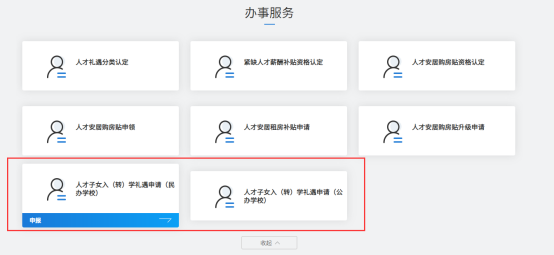 办事服务
人才礼遇分类认定
紧缺人才薪酬补贴资格认定
人才安居购房贴资格认定
人才安居购房贴申领
人才安居租房补贴申请
人才安居购房贴升级申请
人才子女入（转）学礼遇申请（民
办学校）
申报
人才子女入（转）学礼遇申请（公
办学校）
收起